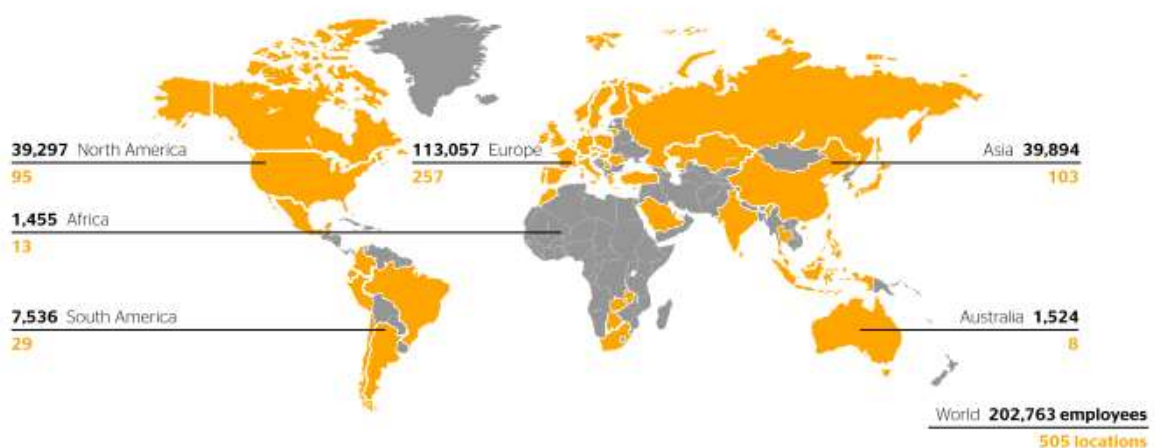 39,297 North America
95
113,057 Europe
257
Asia 39,894
103
1,455 Africa
13
7,536 South America
29
Australia 1,524
8
World 202,763 employees
505 locations